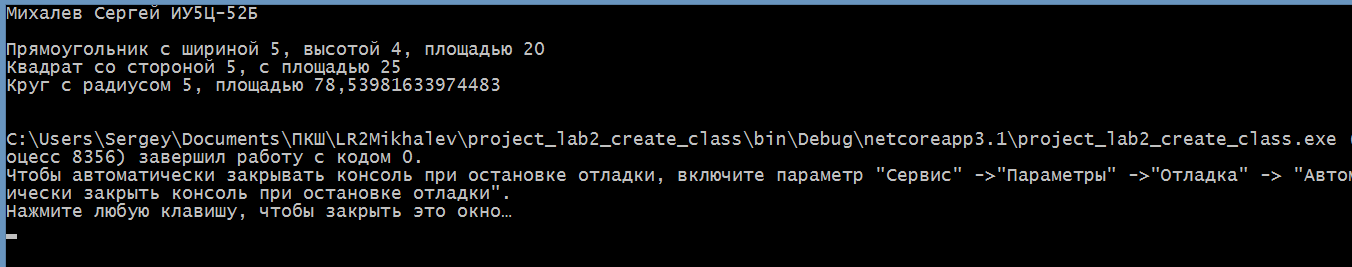 Михалев Сергей ИУ5Ц-52Б
Прямоугольник с шириной 5, высотой 4, площадью 20
Квадрат со стороной 5, с площадью 25
Круг с радиусом 5, площадью 78,53981633974483
C:\Users\Sergey\Documents\ПКШ\LR2Mikhalev\project_lab2_create_class\bin\Debug\netcoreapp3.1\project_lab2_create_class.exe (
оцесс 8356) завершил работу с кодом 0.
Чтобы автоматически закрывать консоль при остановке отладки, включите параметр "Сервис" ->"Параметры" ->"Отладка" -> "Автом
ически закрыть консоль при остановке отладки".
Нажмите любую клавишу, чтобы закрыть это окно…